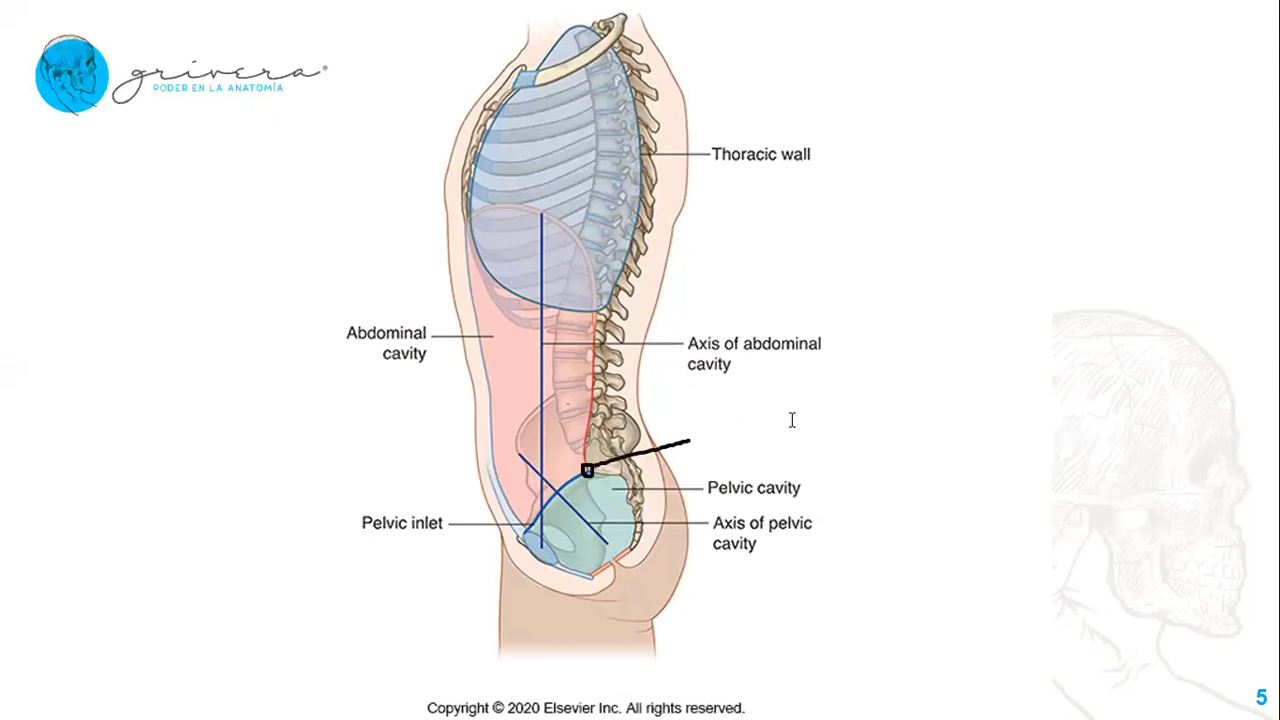 grivera®
PODER EN LA ANATOMÍA
Thoracic wall
Abdominal
cavity
Axis of abdominal
cavity
Pelvic cavity
Pelvic inlet
Axis of pelvic
cavity
Copyright © 2020 Elsevier Inc. All rights reserved.
5